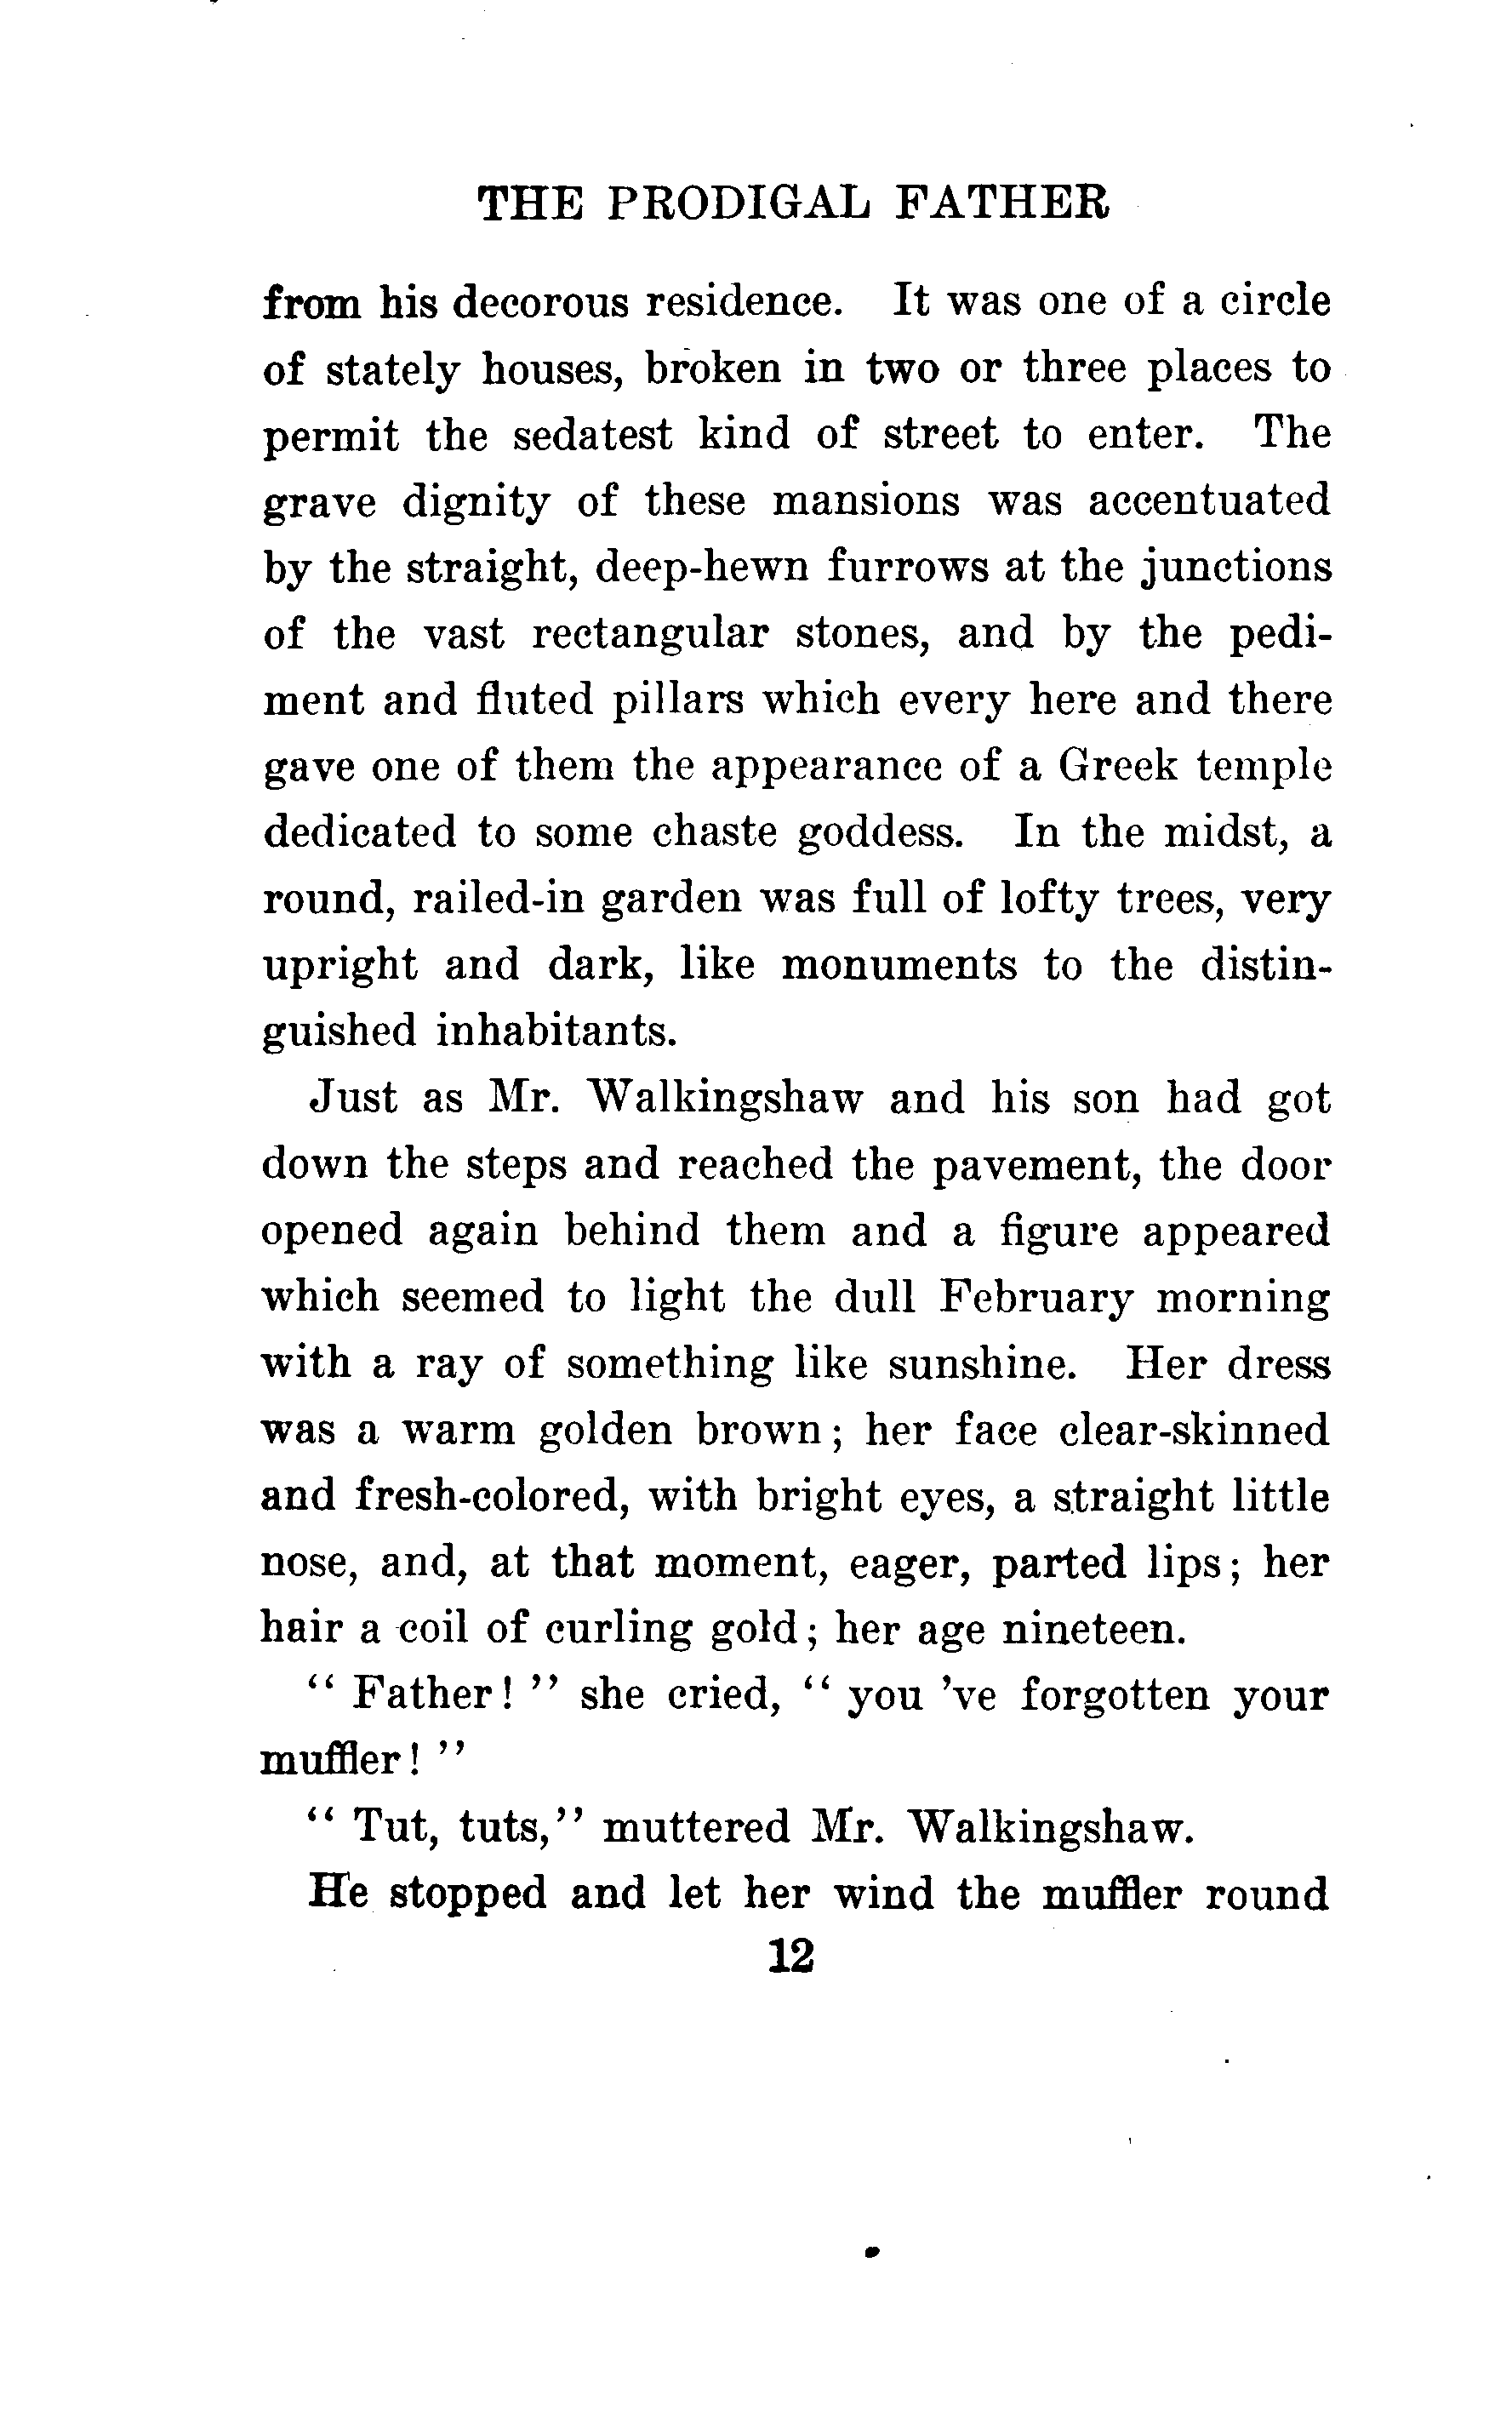 THE PRODIGAL FATHER
from his decorous residence. It was one of a circle
of stately houses, broken in two or three places to
permit the sedatest kind of street to enter. The
grave dignity of these mansions was accentuated
by the straight, deep-hewn furrows at the junctions
of the vast rectangular stones, and by the pedi-
ment and fluted pillars which every here and there
gave one of them the appearance of a Greek temple
dedicated to some chaste goddess. In the midst, a
round, railed-in garden was full of lofty trees, very
upright and dark, like monuments to the distin-
guished inhabitants.
Just as Mr. Walkingshaw and his son had got
down the steps and reached the pavement, the door
opened again behind them and a figure appeared
which seemed to light the dull February morning
with a ray of something like sunshine. Her dress
was a warm golden brown; her face clear-skinned
and fresh-colored, with bright eyes, a straight little
nose, and, at that moment, eager, parted lips; her
hair a coil of curling gold; her age nineteen.
“ Father! ” she cried, “ you 've forgotten your
muffler! ”
“ Tut, tuts,” muttered Mr. Walkingshaw.
He stopped and let her wind the muffler round
12